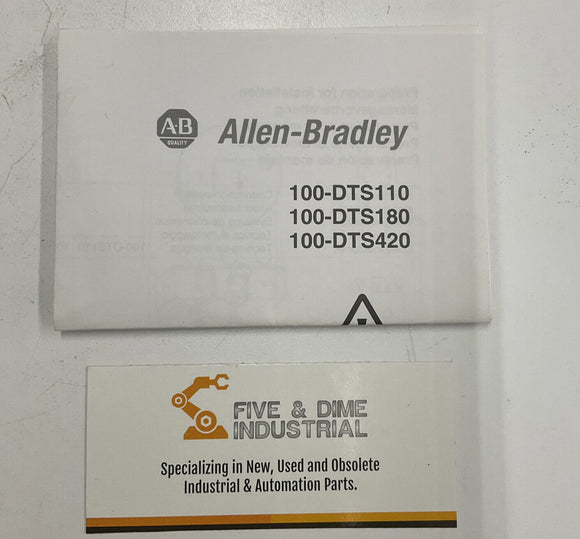 A-B
QUALITY
Allen-Bradley
100-DTS110
100-DTS180
100-DTS420
FIVE & DIME
INDUSTRIAL
Specializing in New, Used and Obsolete
Industrial & Automation Parts.